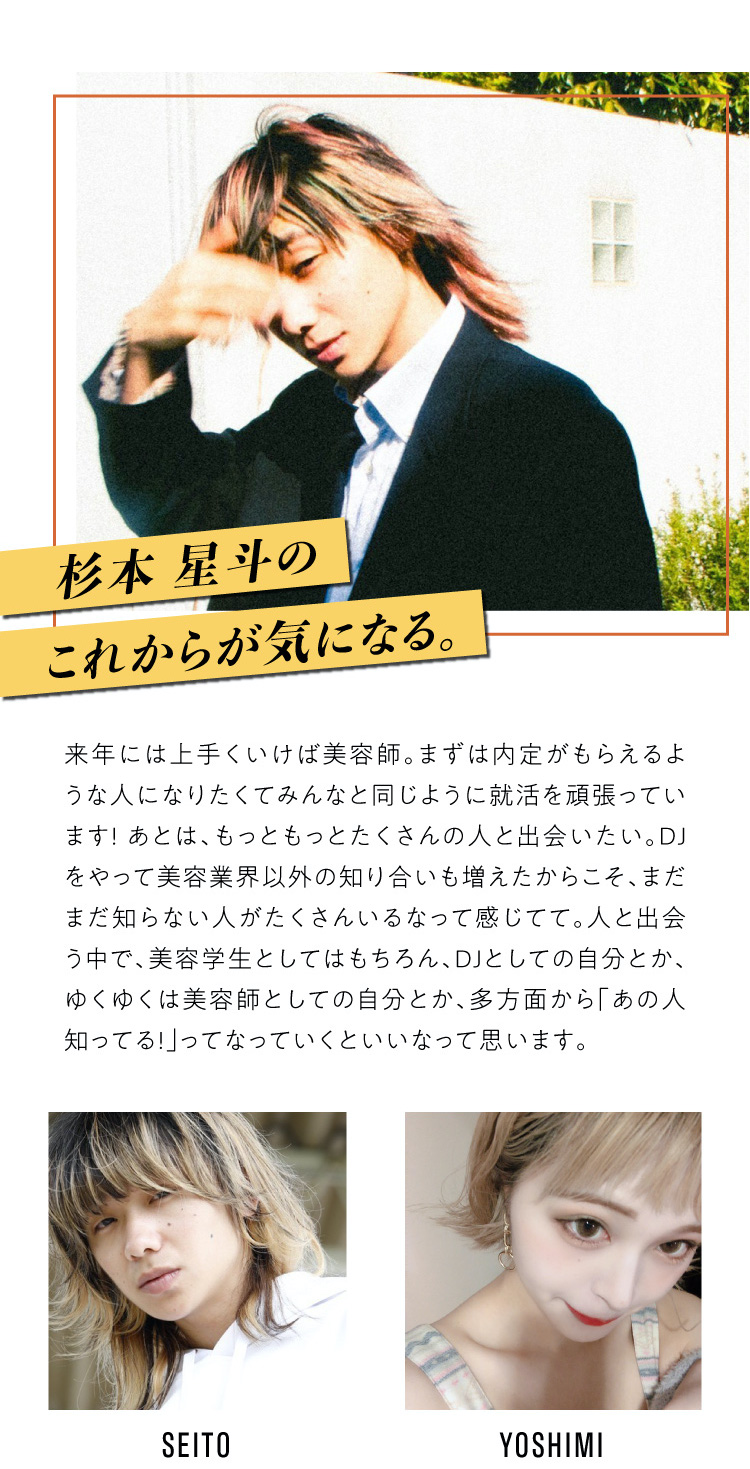 杉本 星斗の
これからが気になる。
来年には上手くいけば美容師。まずは内定がもらえるよ
うな人になりたくてみんなと同じように就活を頑張ってい
ます! あとは、もっともっとたくさんの人と出会いたい。DJ
をやって美容業界以外の知り合いも増えたからこそ、まだ
まだ知らない人がたくさんいるなって感じてて。人と出会
う中で、美容学生としてはもちろん、DJとしての自分とか、
ゆくゆくは美容師としての自分とか、多方面から「あの人
知ってる!」ってなっていくといいなって思います。
SEITO
YOSHIMI